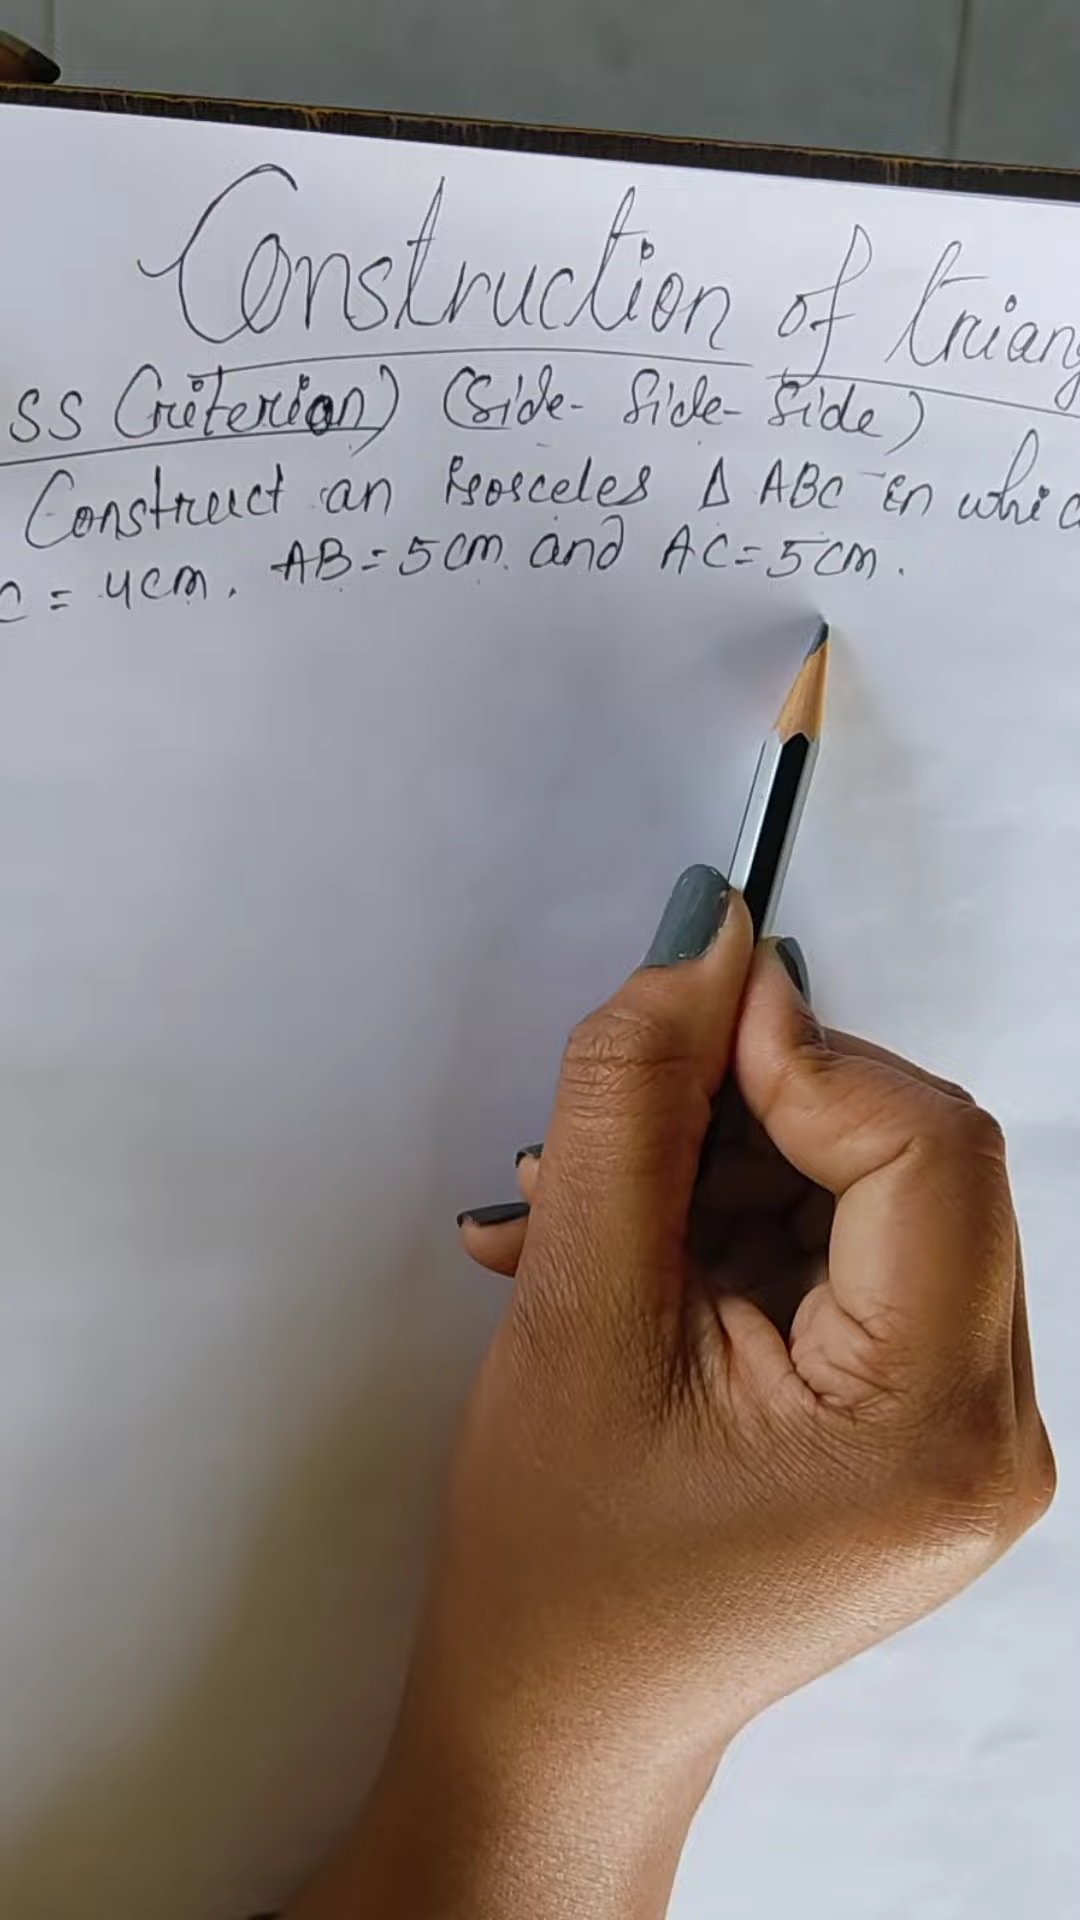 Construction of triang
SS Criterion) (Side- Side- Side)
Construct an isosceles Δ ABC in which
C = 4cm. AB = 5cm. and AC = 5cm.